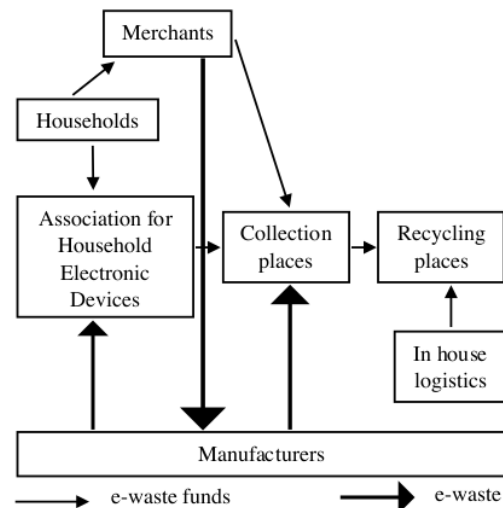 Merchants
Households
Association for
Household
Electronic
Devices
Collection
places
Recycling
places
In house
logistics
Manufacturers
e-waste funds
e-waste